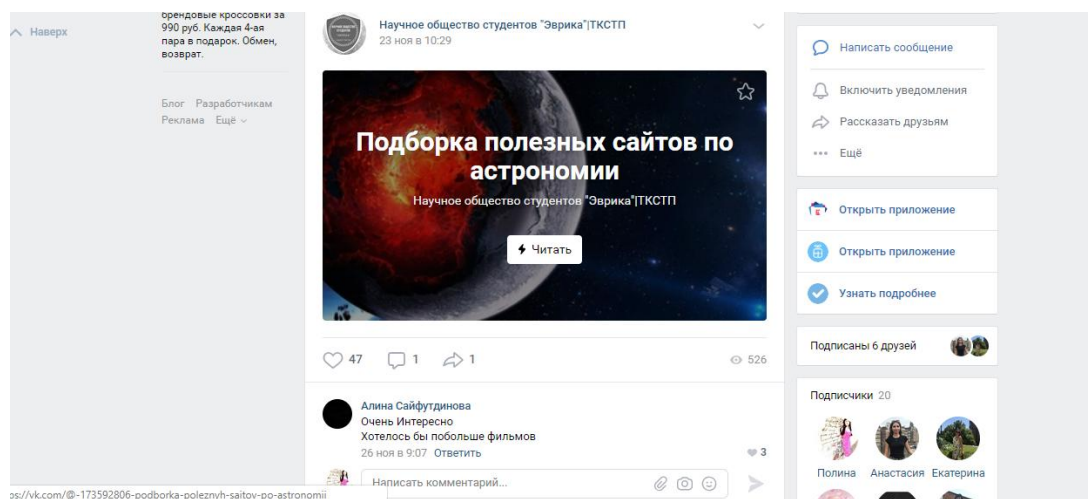 Наверх
брендовые кроссовки за
990 руб. Каждая 4-ая
пара в подарок. Обмен,
возврат.
Блог Разработчикам
Реклама Ещё
Научное общество студентов "Эврика"|ТКСТП
23 ноя в 10:29
Подборка полезных сайтов по
астрономии
Научное общество студентов "Эврика"|ТКСТП
Читать
47 1 1 526
Алина Сайфутдинова
Очень Интересно
Хотелось бы побольше фильмов
26 ноя в 9:07 Ответить 3
Написать комментарий...
Написать сообщение
Включить уведомления
Рассказать друзьям
Ещё
Открыть приложение
Открыть приложение
Узнать подробнее
Подписаны 6 друзей
Подписчики 20
Полина Анастасия Екатерина
ps://vk.com/@-173592806-podborka-poleznyh-saitov-po-astronomii